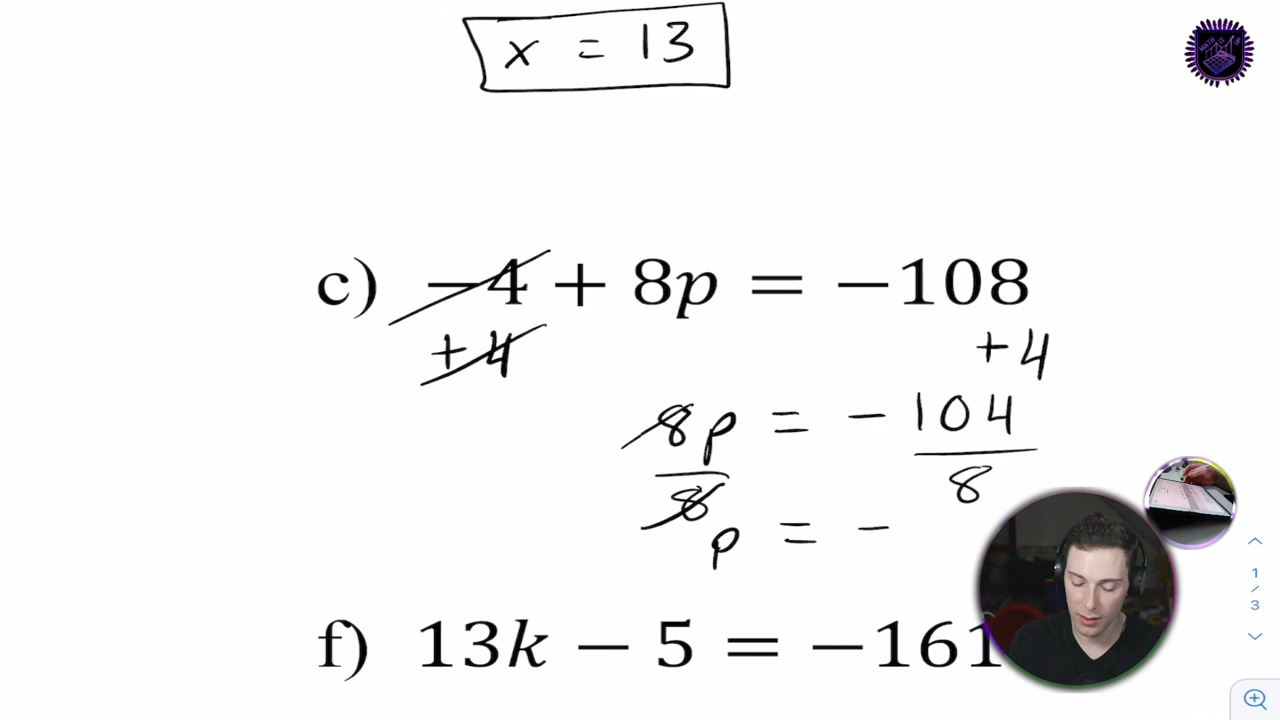 x = 13
c) −4 + 8p = −108
+4 +4
8p = −104
8 8
p = −
1
/
3
f) 13k − 5 = −161